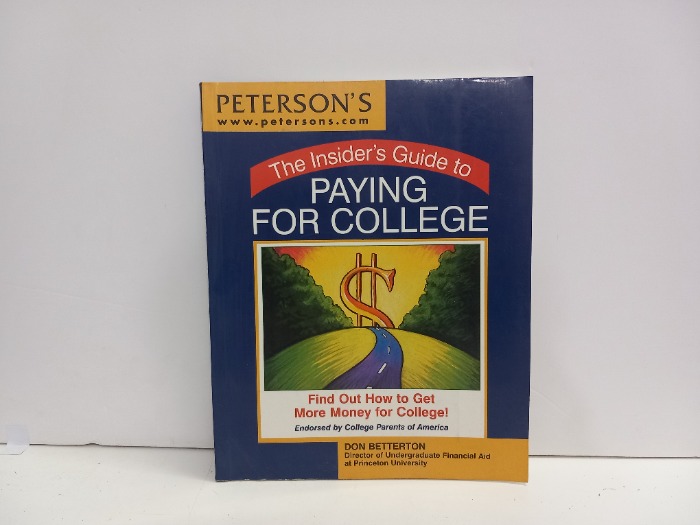 PETERSON'S
www.petersons.com
The Insider's Guide to
PAYING
FOR COLLEGE
$
Find Out How to Get
More Money for College!
Endorsed by College Parents of America
DON BETTERTON
Director of Undergraduate Financial Aid
at Princeton University